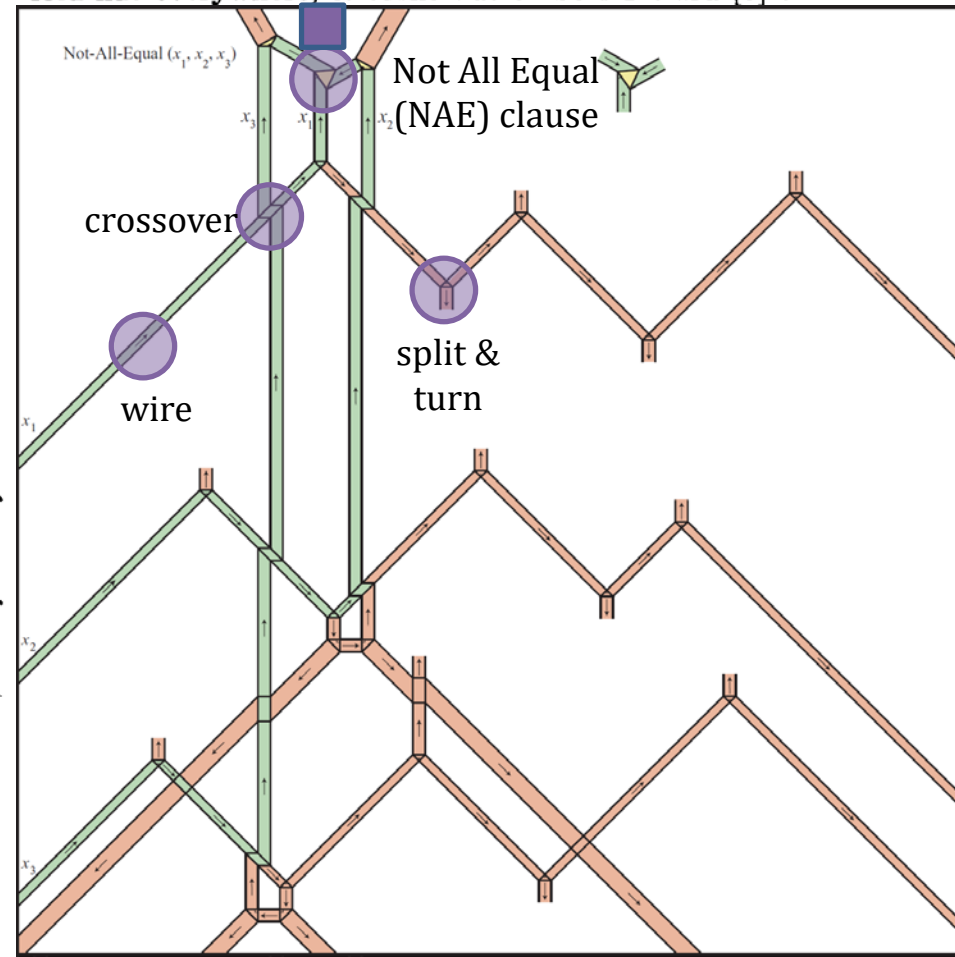 Not-All-Equal (x₁, x₂, x₃)
Not All Equal
(NAE) clause
x₃
x₁
x₂
crossover
split &
turn
wire
x₁
x₂
x₃